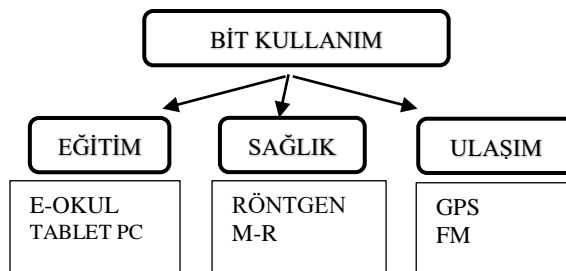 BİT KULLANIM
EĞİTİM
SAĞLIK
ULAŞIM
E-OKUL
TABLET PC
RÖNTGEN
M-R
GPS
FM